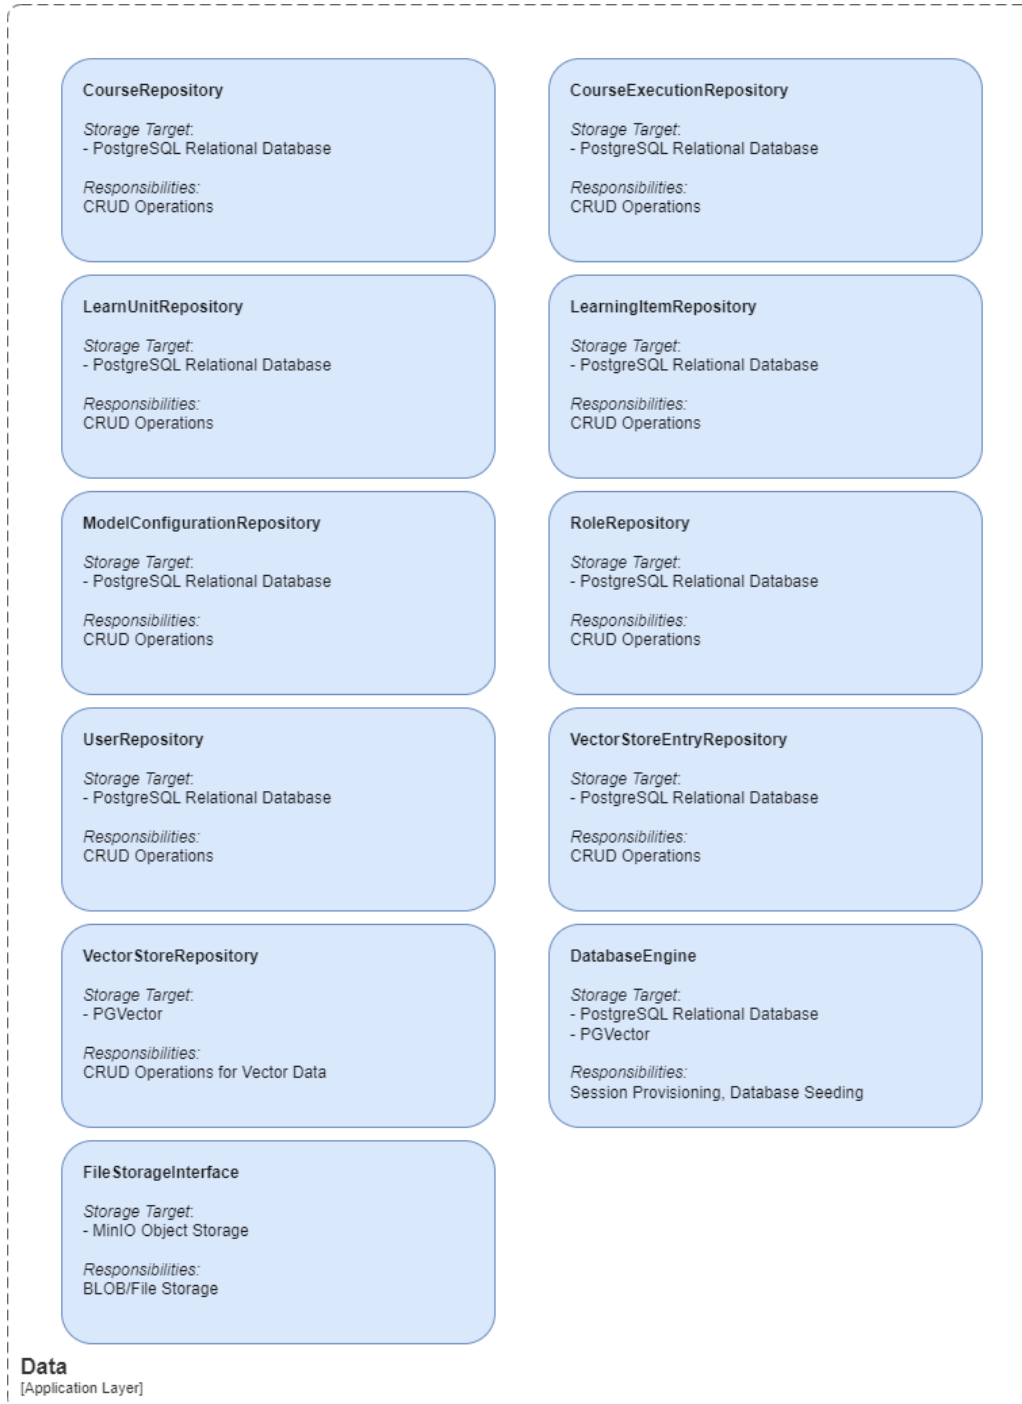 CourseRepository
Storage Target:
- PostgreSQL Relational Database
Responsibilities:
CRUD Operations
CourseExecutionRepository
Storage Target:
- PostgreSQL Relational Database
Responsibilities:
CRUD Operations
LearnUnitRepository
Storage Target:
- PostgreSQL Relational Database
Responsibilities:
CRUD Operations
LearningItemRepository
Storage Target:
- PostgreSQL Relational Database
Responsibilities:
CRUD Operations
ModelConfigurationRepository
Storage Target:
- PostgreSQL Relational Database
Responsibilities:
CRUD Operations
RoleRepository
Storage Target:
- PostgreSQL Relational Database
Responsibilities:
CRUD Operations
UserRepository
Storage Target:
- PostgreSQL Relational Database
Responsibilities:
CRUD Operations
VectorStoreEntryRepository
Storage Target:
- PostgreSQL Relational Database
Responsibilities:
CRUD Operations
VectorStoreRepository
Storage Target:
- PGVector
Responsibilities:
CRUD Operations for Vector Data
DatabaseEngine
Storage Target:
- PostgreSQL Relational Database
- PGVector
Responsibilities:
Session Provisioning, Database Seeding
FileStorageInterface
Storage Target:
- MinIO Object Storage
Responsibilities:
BLOB/File Storage
Data
[Application Layer]